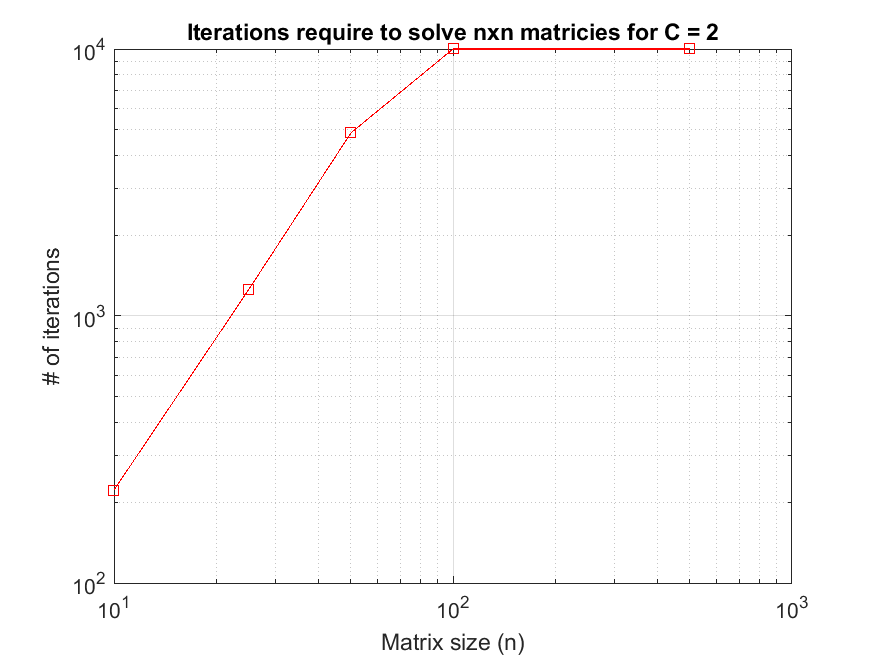 Iterations require to solve nxn matricies for C = 2
10^4
10^3
10^2
# of iterations
10^1
10^2
10^3
Matrix size (n)